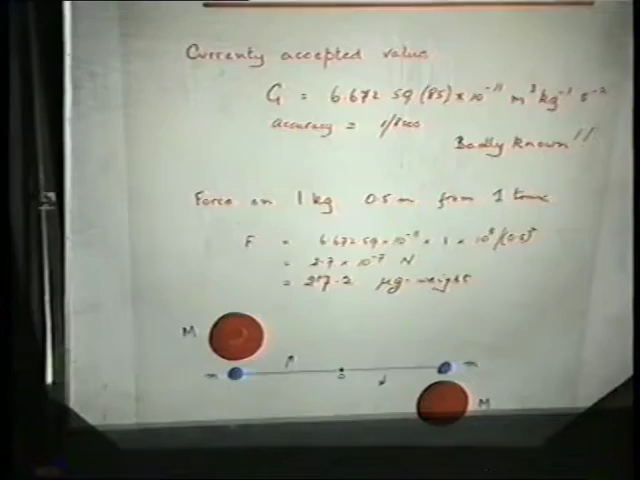 Currently accepted value
G = 6.672 59 (85) × 10⁻¹¹ m³ kg⁻¹ s⁻²
accuracy =
Badly known!!
Force on 1 kg 0.5 m from 1 tonne
F = 6.672 59 × 10⁻¹¹ × 1 × 10³/(0.5)²
= 2.7 × 10⁻⁷ N
= 27.2 μg-weight
M
m
m
M